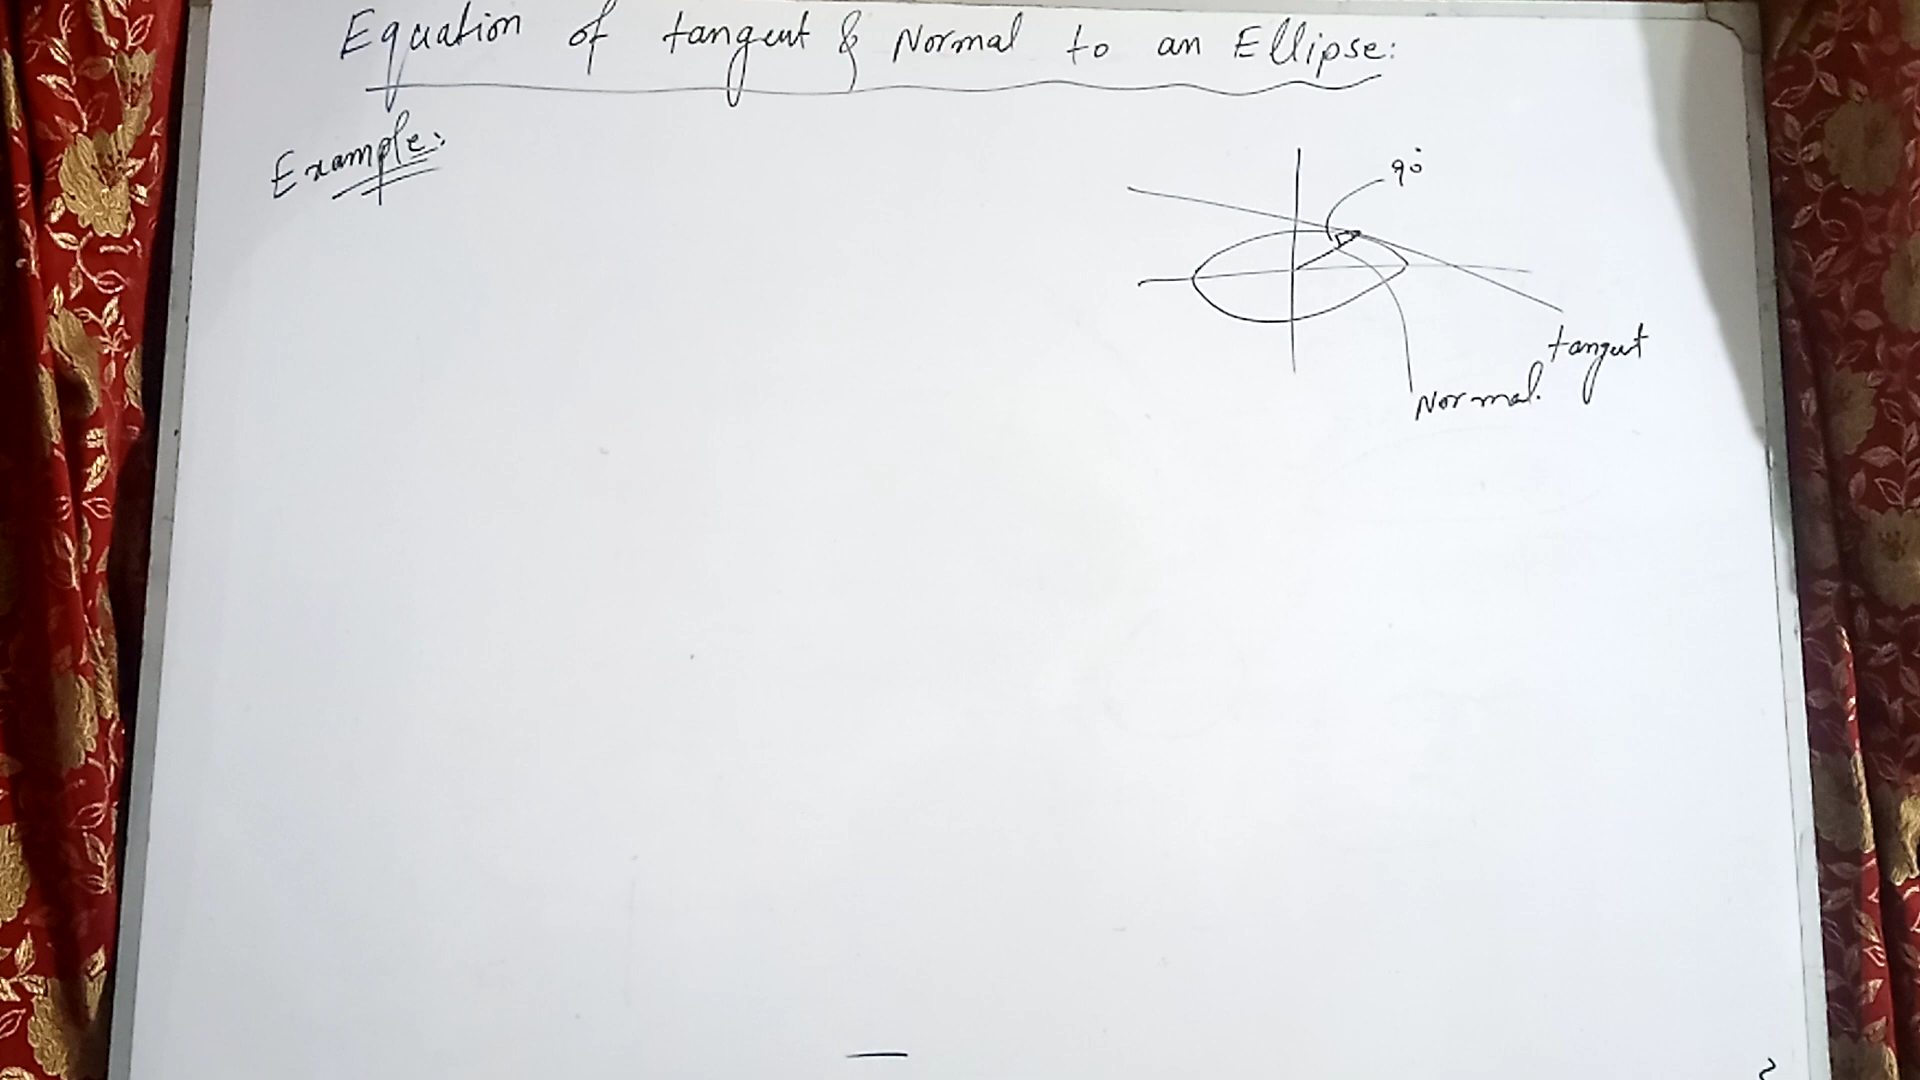 Equation of tangent & Normal to an Ellipse:
Example:
90°
tangent
Normal.